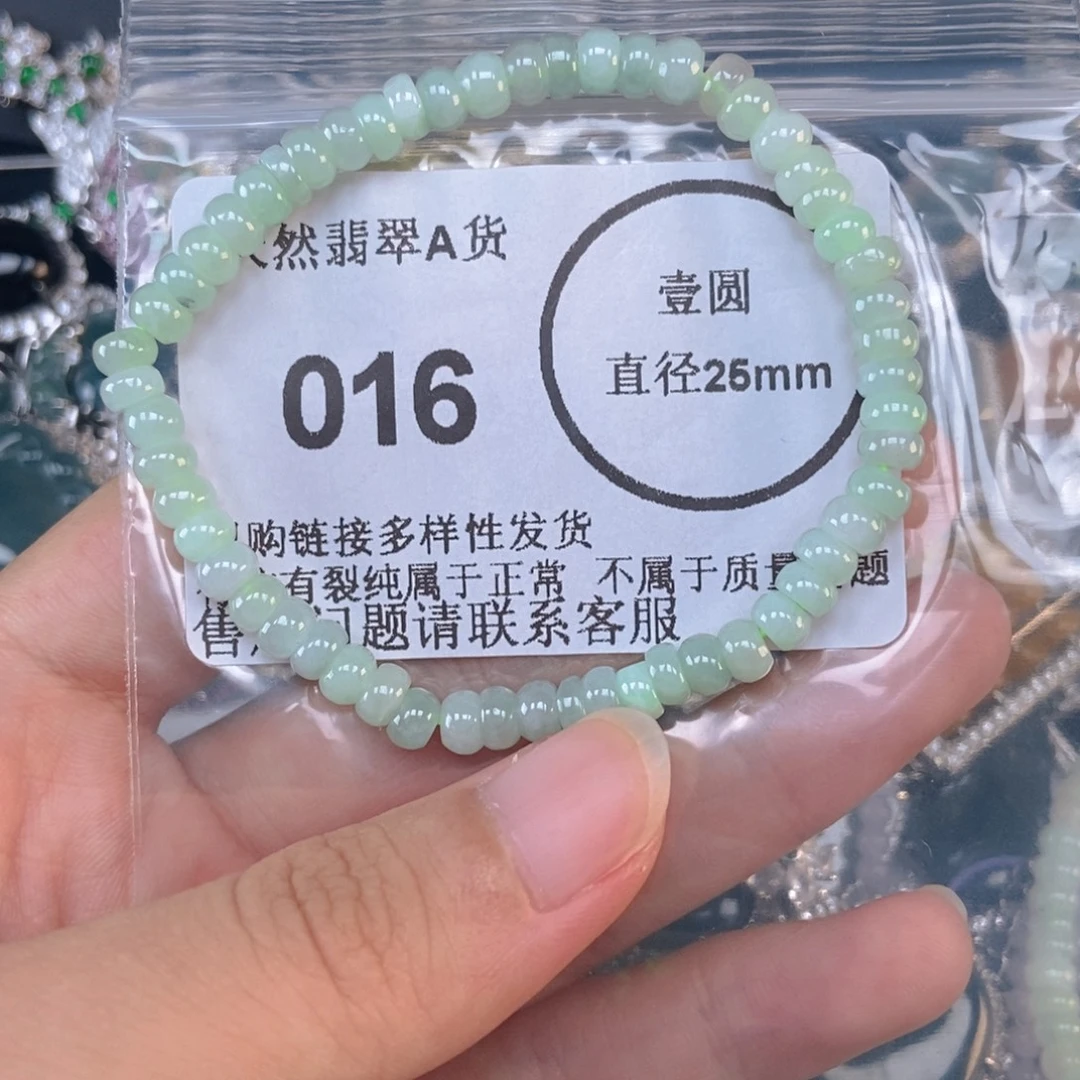 然翡翠A货
壹圆
直径25mm
016
购链接多样性发货
有裂纯属于正常 不属于质量 题
售 问题请联系客服